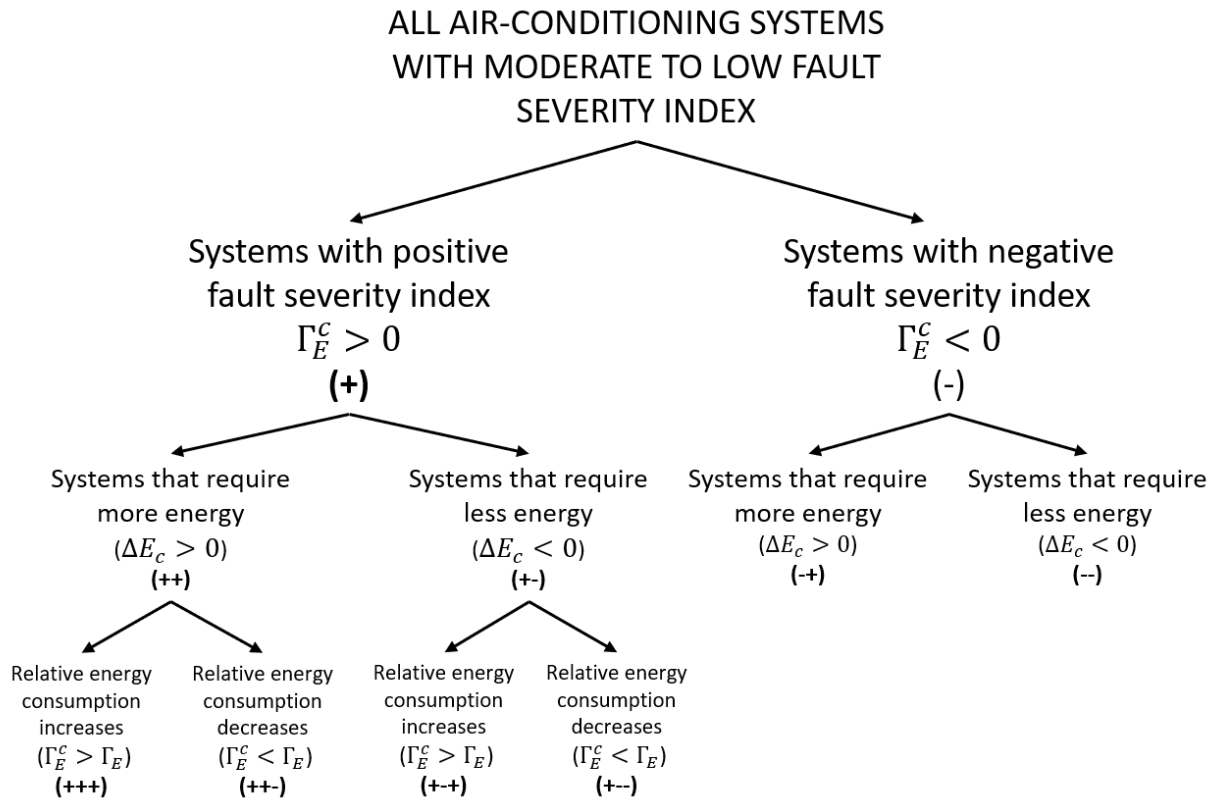 ALL AIR-CONDITIONING SYSTEMS
WITH MODERATE TO LOW FAULT
SEVERITY INDEX
Systems with positive
fault severity index
Γ_E^c > 0
(+)
Systems with negative
fault severity index
Γ_E^c < 0
(-)
Systems that require
more energy
(ΔE_c > 0)
(++)
Systems that require
less energy
(ΔE_c < 0)
(+-)
Systems that require
more energy
(ΔE_c > 0)
(-+)
Systems that require
less energy
(ΔE_c < 0)
(--)
Relative energy
consumption
increases
(Γ_E^c > Γ_E)
(+++)
Relative energy
consumption
decreases
(Γ_E^c < Γ_E)
(++-)
Relative energy
consumption
increases
(Γ_E^c > Γ_E)
(+-+)
Relative energy
consumption
decreases
(Γ_E^c < Γ_E)
(+--)